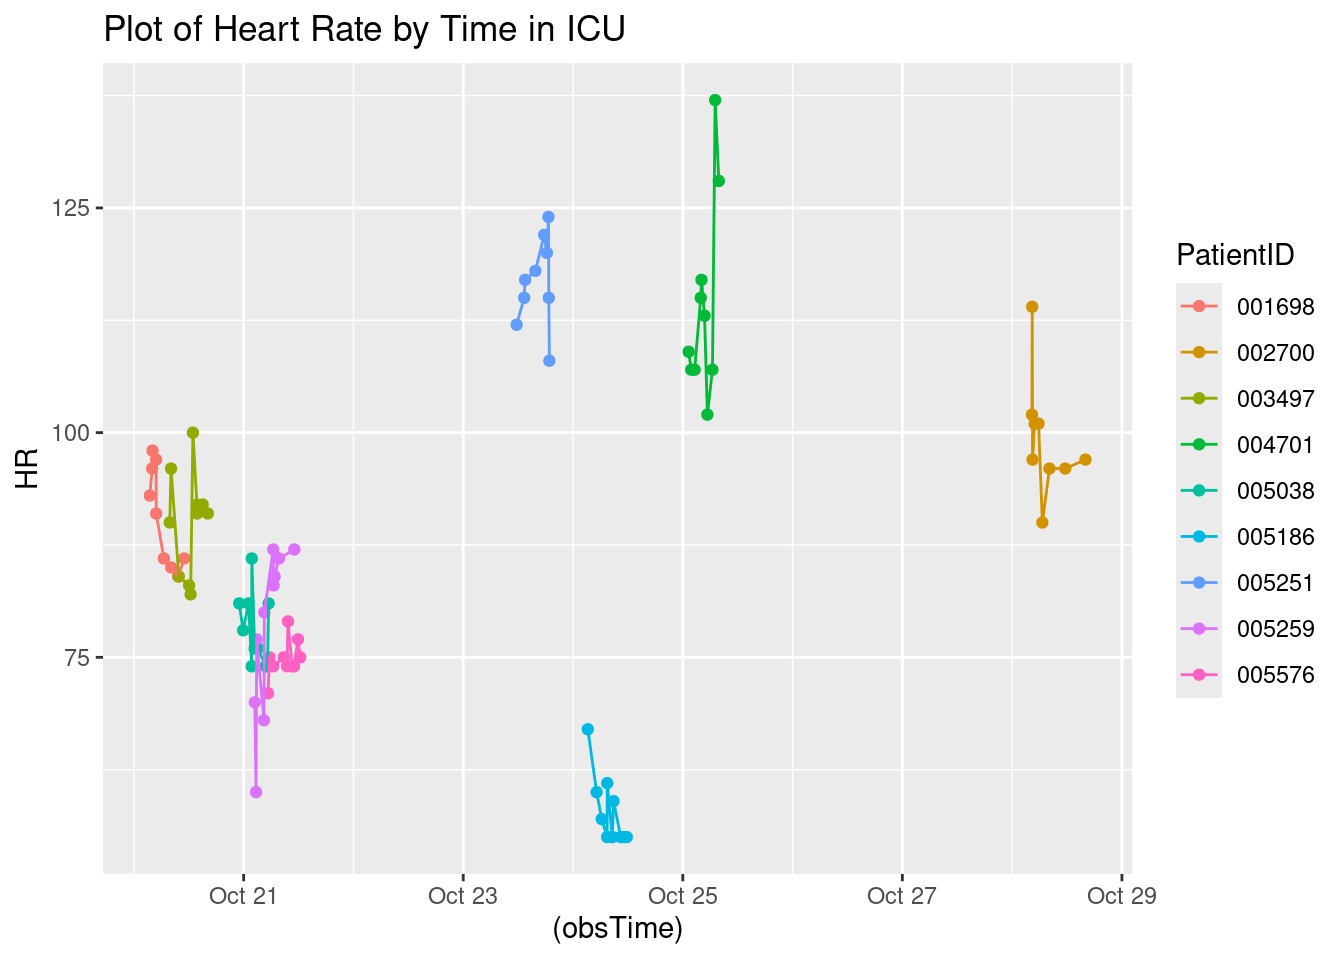 Plot of Heart Rate by Time in ICU
HR
125
100
75
Oct 21
Oct 23
Oct 25
Oct 27
Oct 29
(obsTime)
PatientID
001698
002700
003497
004701
005038
005186
005251
005259
005576